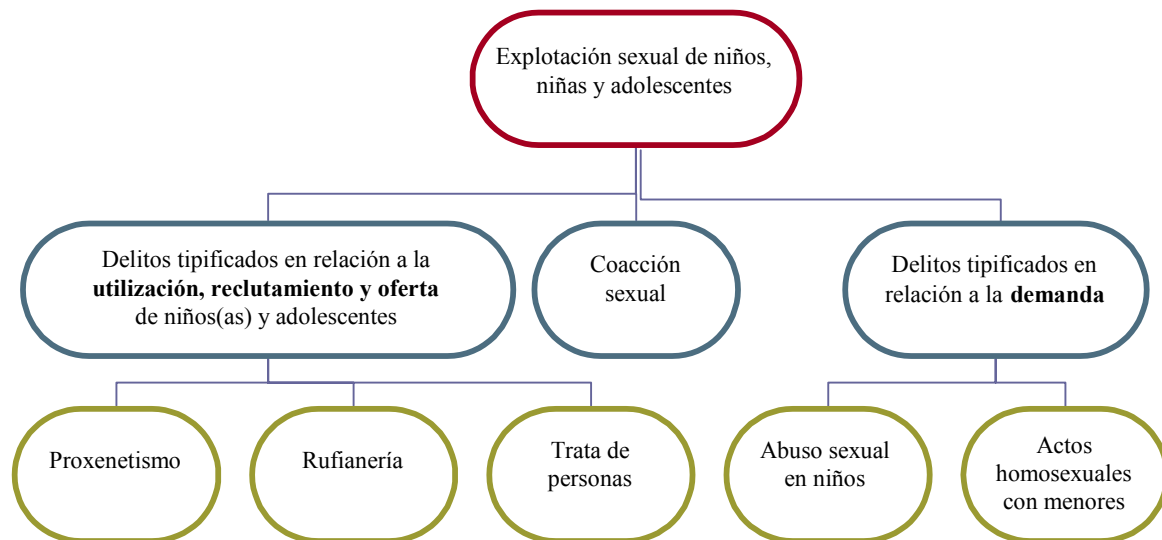 Explotación sexual de niños,
niñas y adolescentes
Delitos tipificados en relación a la
utilización, reclutamiento y oferta
de niños(as) y adolescentes
Coacción
sexual
Delitos tipificados en
relación a la demanda
Proxenetismo
Rufianería
Trata de
personas
Abuso sexual
en niños
Actos
homosexuales
con menores